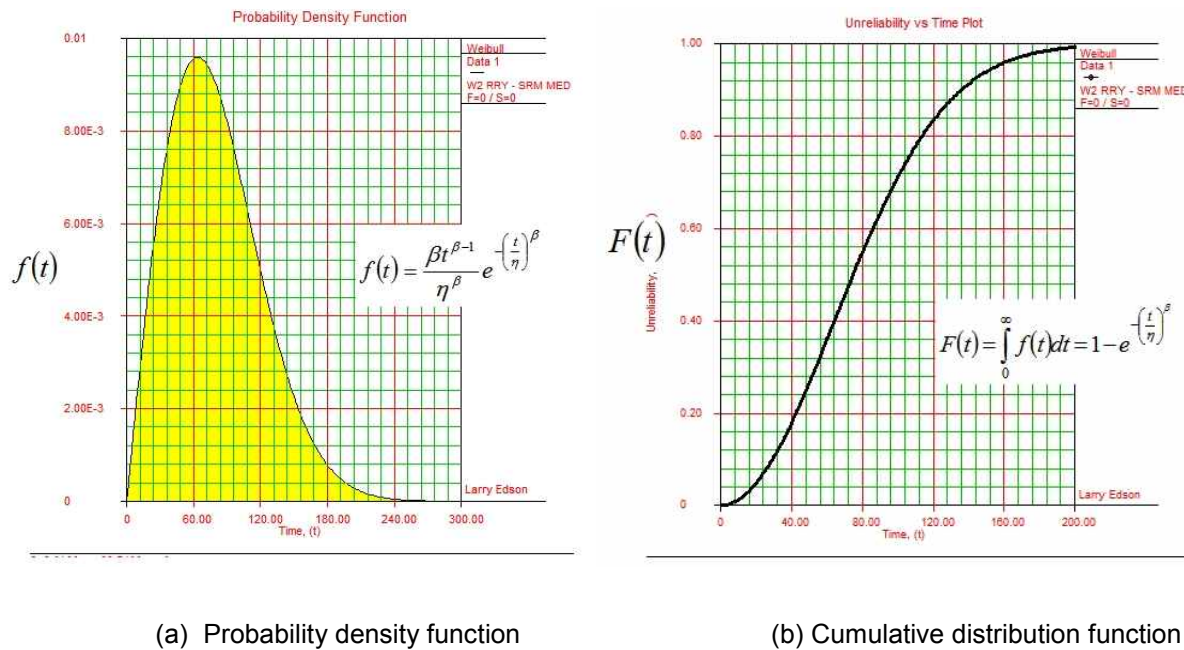 Probability Density Function
0.01
8.00E-3
6.00E-3
4.00E-3
2.00E-3
0
f(t)
Weibull
Data 1
W2 RRY - SRM MED
F=0 / S=0
f(t) = \frac{βt^{β-1}}{η^β} e^{-(\frac{t}{η})^β}
Larry Edson
0 60.00 120.00 180.00 240.00 300.00
Time, (t)
Unreliability vs Time Plot
1.00
0.80
0.60
0.40
0.20
0
F(t)
Unreliability,
Weibull
Data 1
W2 RRY - SRM MED
F=0 / S=0
F(t) = \int_0^∞ f(t)dt = 1 - e^{-(\frac{t}{η})^β}
Larry Edson
0 40.00 80.00 120.00 160.00 200.00
Time, (t)
(a) Probability density function
(b) Cumulative distribution function